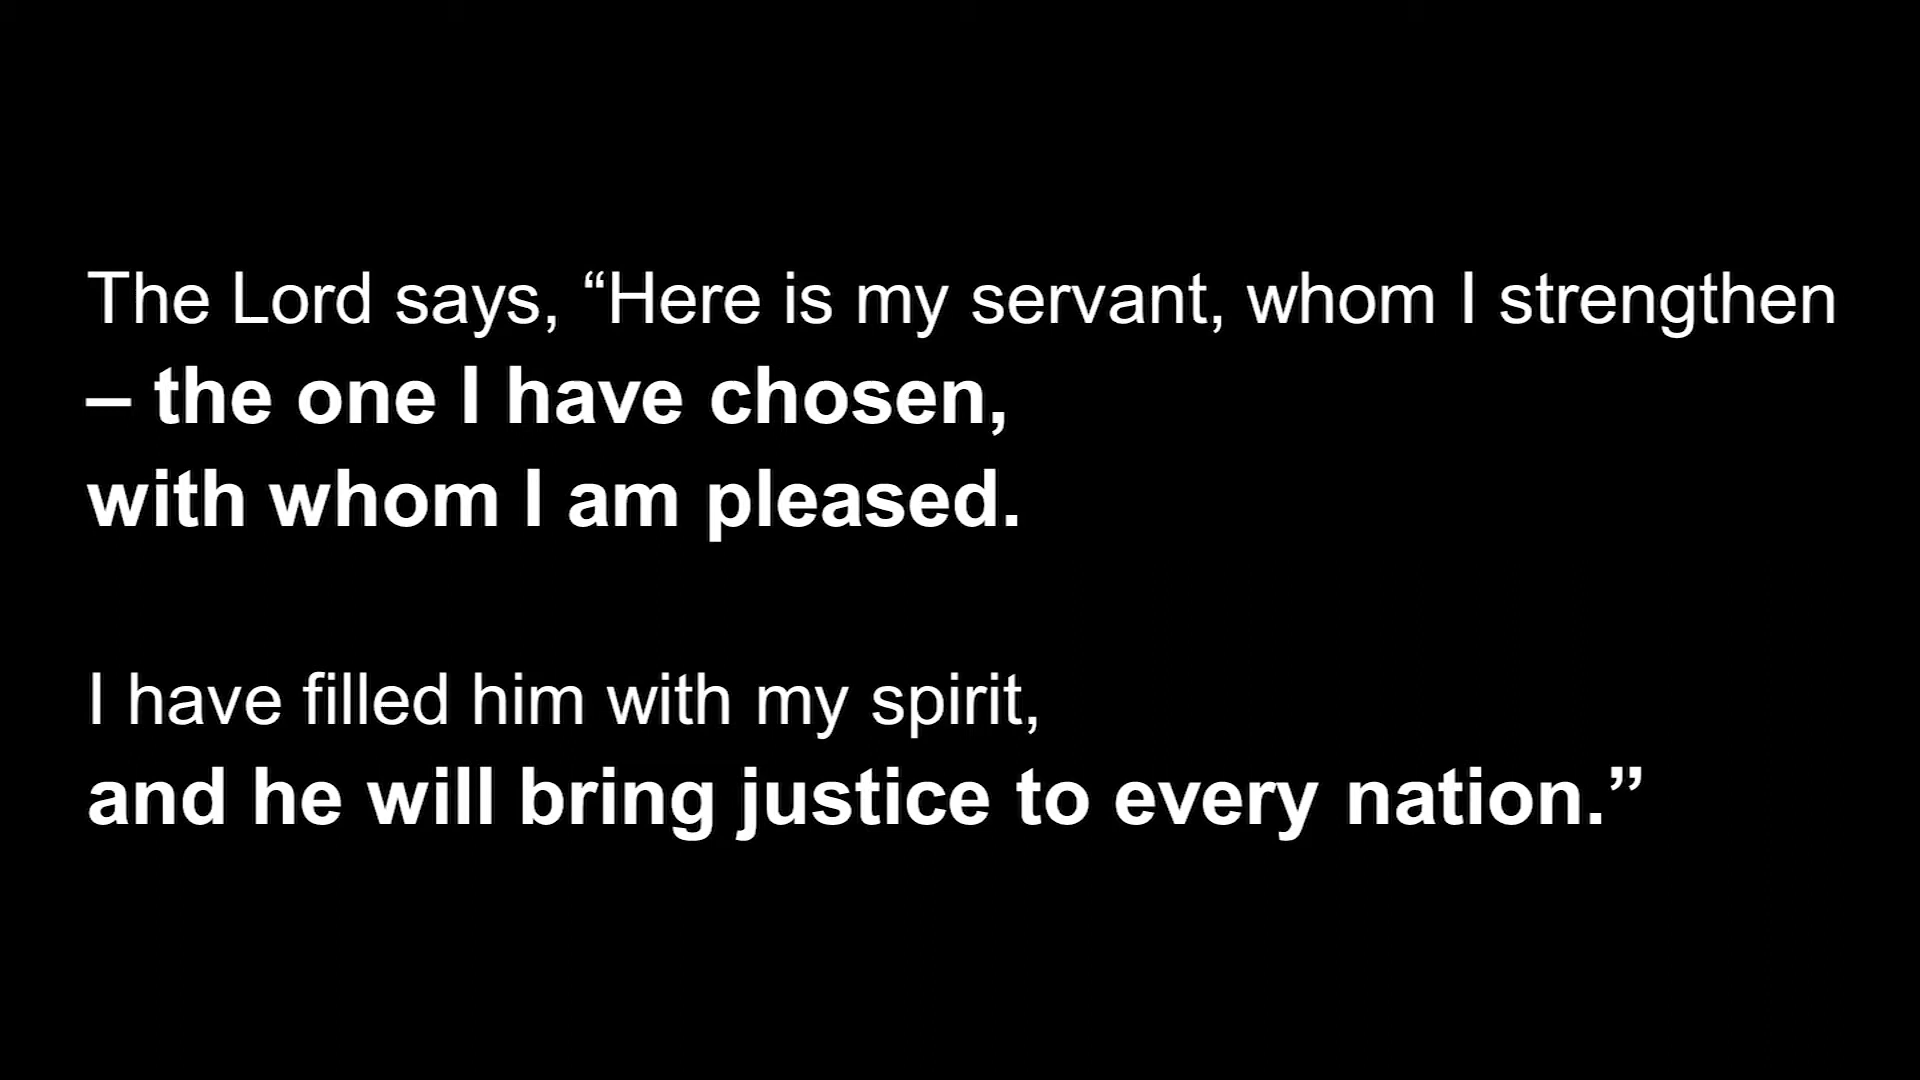 The Lord says, “Here is my servant, whom I strengthen
– the one I have chosen,
with whom I am pleased.
I have filled him with my spirit,
and he will bring justice to every nation.”